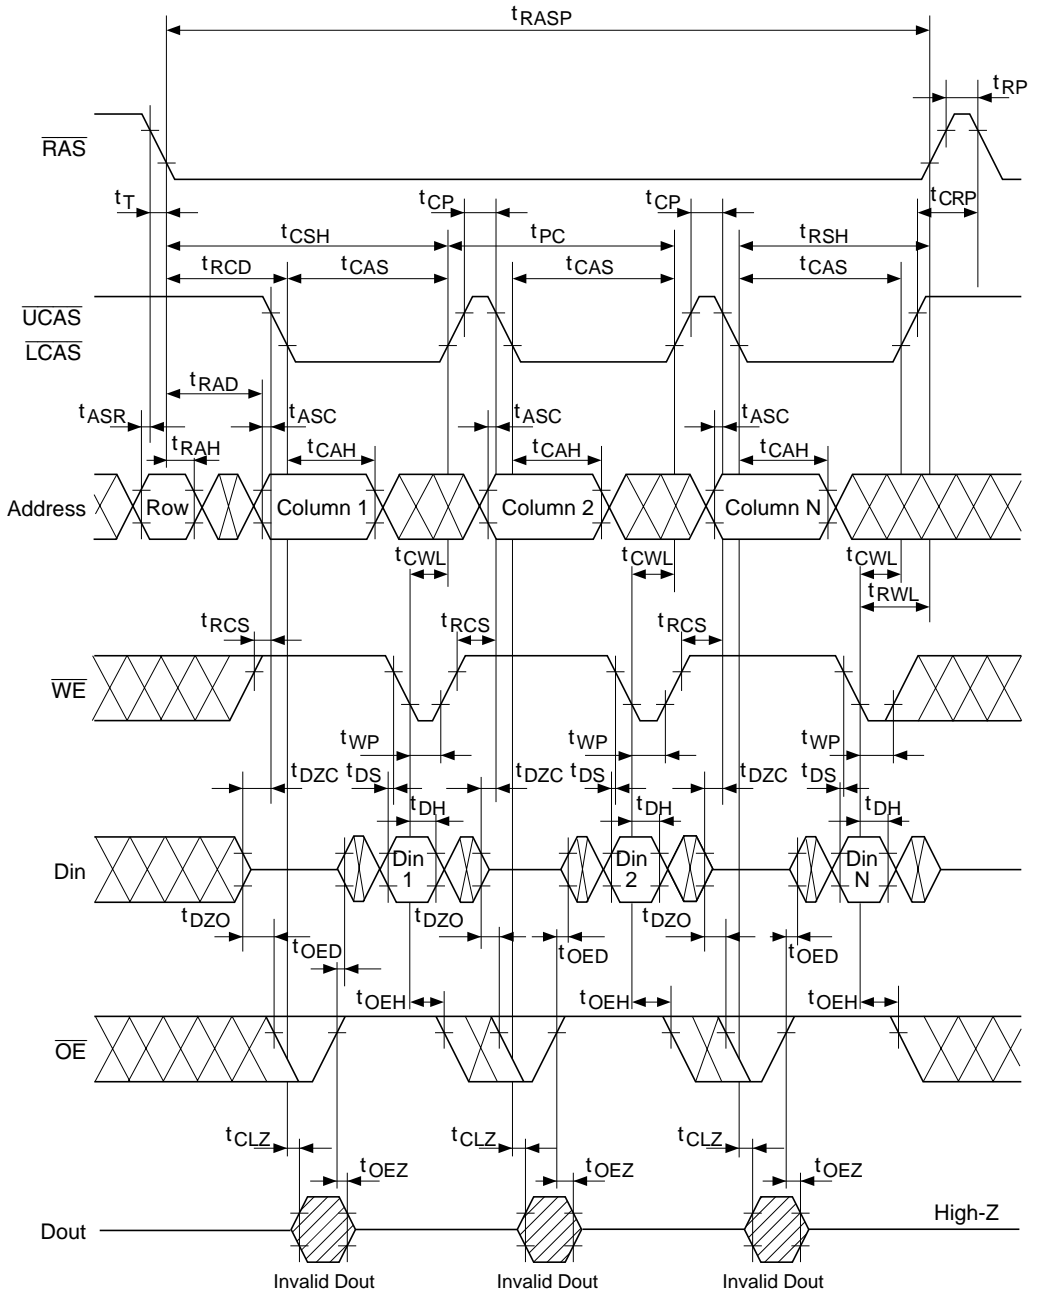 tRASP
tRP
RAS
tT
tCP
tCP
tCRP
tCSH
tPC
tRSH
tRCD
tCAS
tCAS
tCAS
UCAS
LCAS
tRAD
tASR
tASC
tASC
tASC
tRAH
tCAH
tCAH
tCAH
Address
Row
Column 1
Column 2
Column N
tCWL
tCWL
tCWL
tRWL
tRCS
tRCS
tRCS
WE
tWP
tWP
tWP
tDZC
tDS
tDZC
tDS
tDZC
tDS
tDH
tDH
tDH
Din
Din
1
Din
2
Din
N
tDZO
tDZO
tDZO
tOED
tOED
tOED
tOEH
tOEH
tOEH
OE
tCLZ
tCLZ
tCLZ
tOEZ
tOEZ
tOEZ
Dout
High-Z
Invalid Dout
Invalid Dout
Invalid Dout